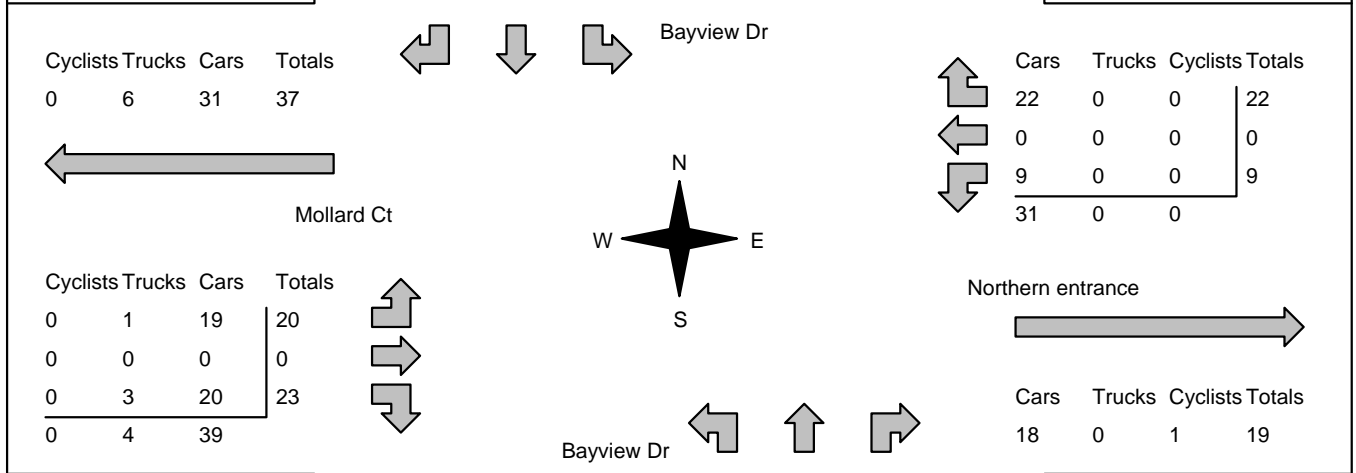 Bayview Dr
Cyclists Trucks Cars Totals
0 6 31 37
Cars Trucks Cyclists Totals
22 0 0 22
0 0 0 0
9 0 0 9
31 0 0
N
W E
S
Mollard Ct
Cyclists Trucks Cars Totals
0 1 19 20
0 0 0 0
0 3 20 23
0 4 39
Northern entrance
Cars Trucks Cyclists Totals
18 0 1 19
Bayview Dr